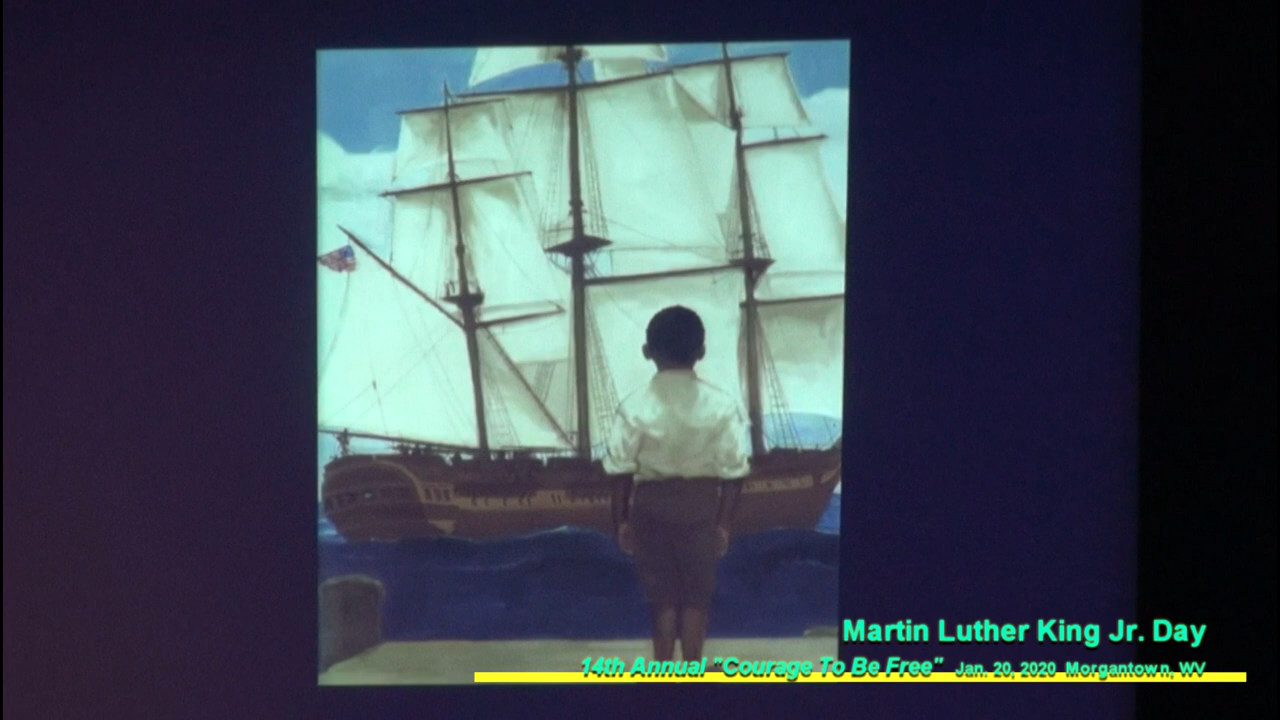 Martin Luther King Jr. Day
14th Annual "Courage To Be Free" Jan. 20, 2020 Morgantown, WV